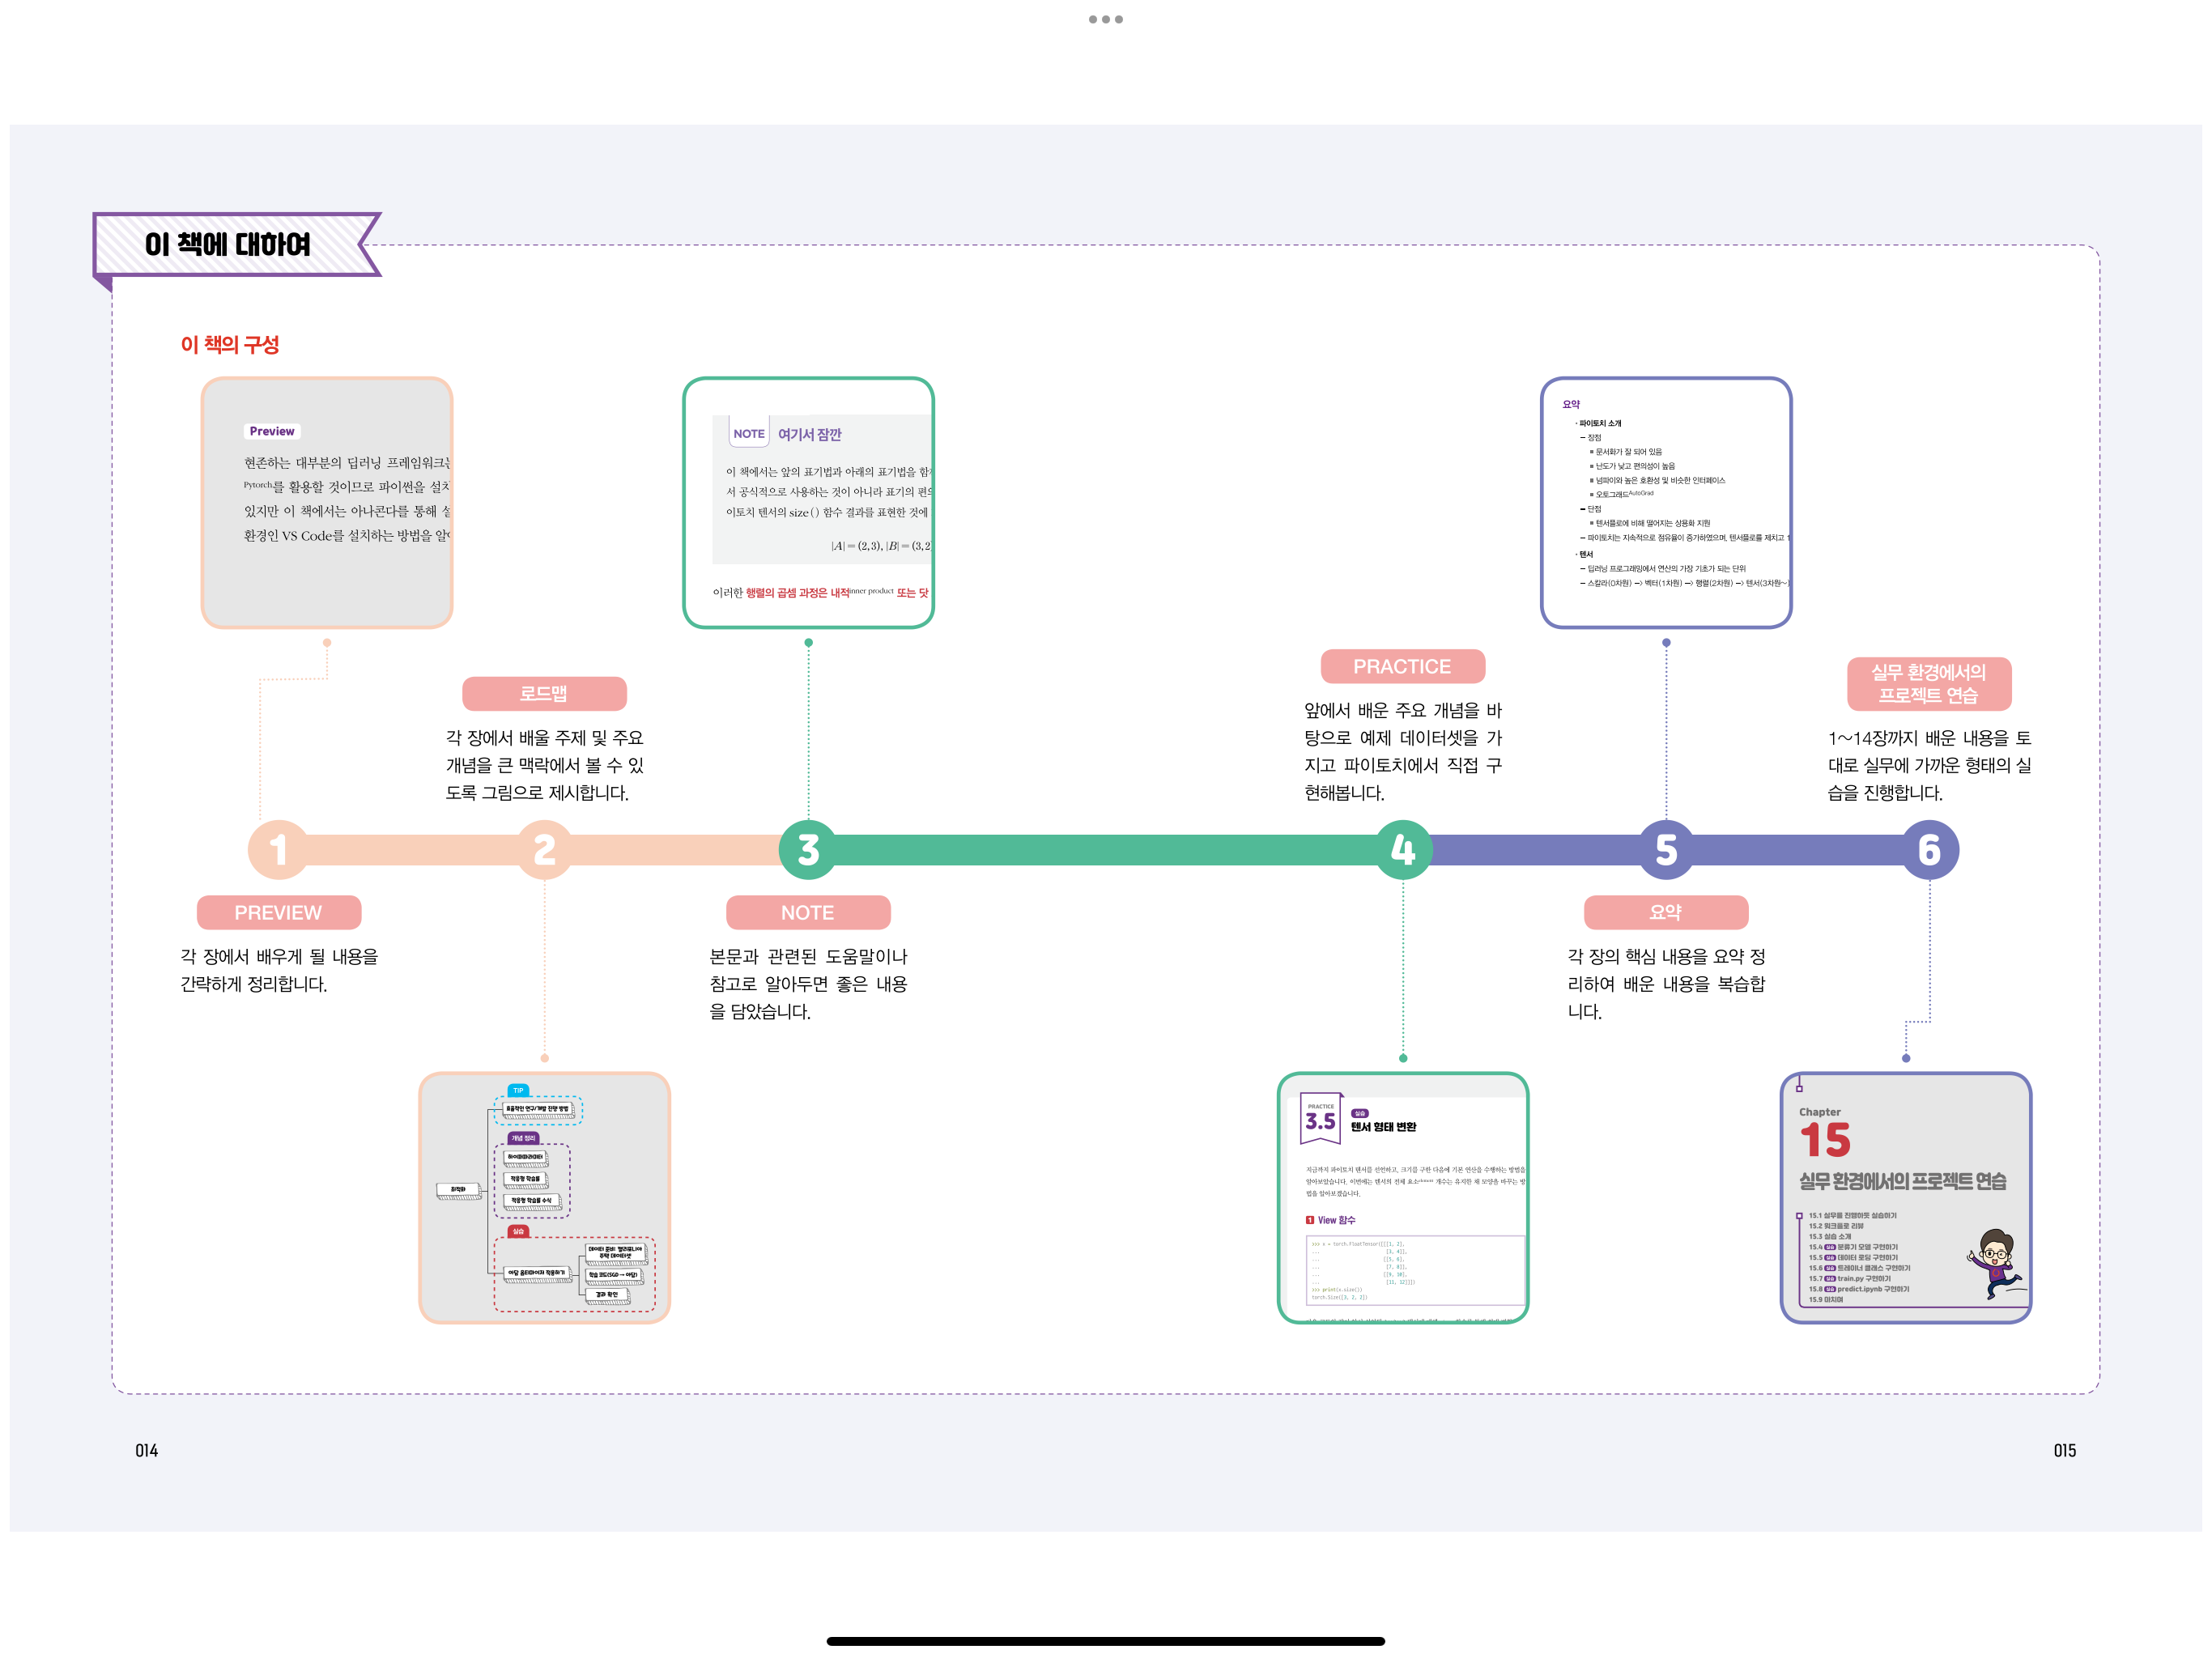 이 책에 대하여
이 책의 구성
Preview
현존하는 대부분의 딥러닝 프레임워크는
Pytorch를 활용할 것이므로 파이썬을 설치
있지만 이 책에서는 아나콘다를 통해 설
환경인 VS Code를 설치하는 방법을 알
1
PREVIEW
각 장에서 배우게 될 내용을
간략하게 정리합니다.
로드맵
각 장에서 배울 주제 및 주요
개념을 큰 맥락에서 볼 수 있
도록 그림으로 제시합니다.
2
TIP
효율적인 연구/개발 진행 방법
개념 정리
하이퍼파라미터
적응형 학습률
적응형 학습률 수식
최적화
실습
데이터 준비: 캘리포니아
주택 데이터셋
아담 옵티마이저 적용하기
학습 코드(SGD → 아담)
결과 확인
NOTE 여기서 잠깐
이 책에서는 앞의 표기법과 아래의 표기법을 함
서 공식적으로 사용하는 것이 아니라 표기의 편의
이토치 텐서의 size() 함수 결과를 표현한 것에
|A| = (2,3), |B| = (3,2
이러한 행렬의 곱셈 과정은 내적inner product 또는 닷
3
NOTE
본문과 관련된 도움말이나
참고로 알아두면 좋은 내용
을 담았습니다.
PRACTICE
앞에서 배운 주요 개념을 바
탕으로 예제 데이터셋을 가
지고 파이토치에서 직접 구
현해봅니다.
4
PRACTICE
3.5
실습
텐서 형태 변환
지금까지 파이토치 텐서를 선언하고, 크기를 구한 다음에 기본 연산을 수행하는 방법을
알아보았습니다. 이번에는 텐서의 전체 요소element 개수는 유지한 채 모양을 바꾸는 방
법을 알아보겠습니다.
1 View 함수
>>> x = torch.FloatTensor([[[1, 2],
... [3, 4]],
... [[5, 6],
... [7, 8]],
... [[9, 10],
... [11, 12]]])
>>> print(x.size())
torch.Size([3, 2, 2])
요약
· 파이토치 소개
– 장점
문서화가 잘 되어 있음
난도가 낮고 편의성이 높음
넘파이와 높은 호환성 및 비슷한 인터페이스
오토그래드AutoGrad
– 단점
텐서플로에 비해 떨어지는 상용화 지원
– 파이토치는 지속적으로 점유율이 증가하였으며, 텐서플로를 제치고 1
· 텐서
– 딥러닝 프로그래밍에서 연산의 가장 기초가 되는 단위
– 스칼라(0차원) –> 벡터(1차원) –> 행렬(2차원) –> 텐서(3차원~)
5
요약
각 장의 핵심 내용을 요약 정
리하여 배운 내용을 복습합
니다.
실무 환경에서의
프로젝트 연습
1~14장까지 배운 내용을 토
대로 실무에 가까운 형태의 실
습을 진행합니다.
6
Chapter
15
실무 환경에서의 프로젝트 연습
15.1 실무를 진행하듯 실습하기
15.2 워크플로 리뷰
15.3 실습 소개
15.4 실습 분류기 모델 구현하기
15.5 실습 데이터 로딩 구현하기
15.6 실습 트레이너 클래스 구현하기
15.7 실습 train.py 구현하기
15.8 실습 predict.ipynb 구현하기
15.9 마치며
014
015